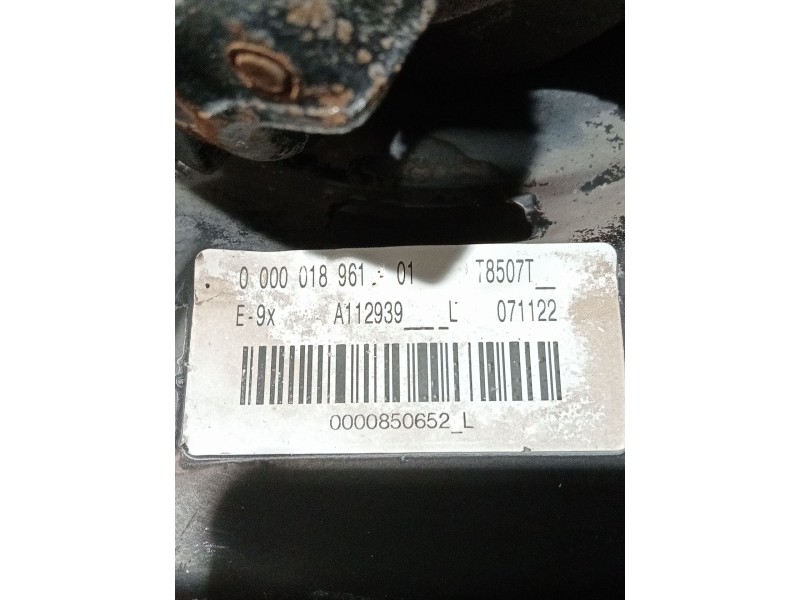 0 000 018 961 - 01 T8507T__
E-9x A112939___L 071122
0000850652_L